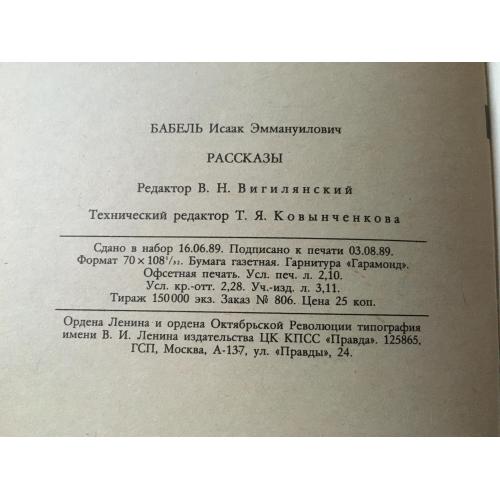 БАБЕЛЬ Исаак Эммануилович
РАССКАЗЫ
Редактор В. Н. Вигилянский
Технический редактор Т. Я. Ковынченкова
Сдано в набор 16.06.89. Подписано к печати 03.08.89.
Формат 70 × 108¹/₃₂. Бумага газетная. Гарнитура «Гарамонд».
Офсетная печать. Усл. печ. л. 2,10.
Усл. кр.-отт. 2,28. Уч.-изд. л. 3,11.
Тираж 150 000 экз. Заказ № 806. Цена 25 коп.
Ордена Ленина и ордена Октябрьской Революции типография
имени В. И. Ленина издательства ЦК КПСС «Правда». 125865,
ГСП, Москва, А-137, ул. «Правды», 24.